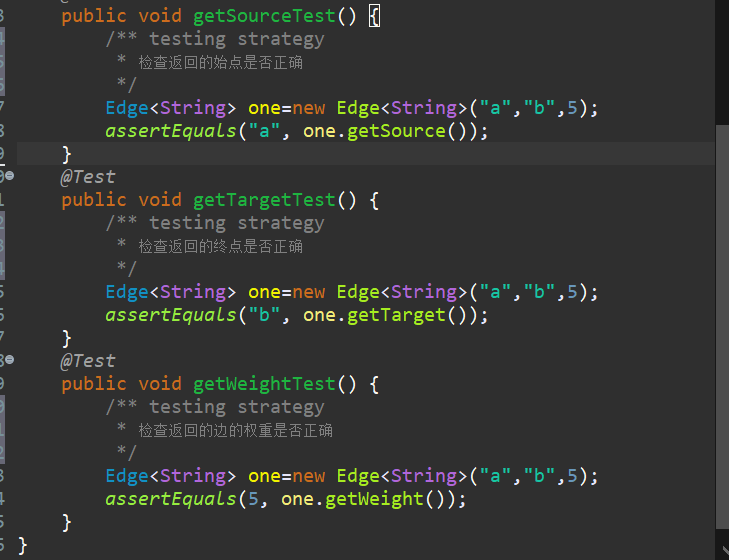 public void getSourceTest() {
/** testing strategy
* 检查返回的始点是否正确
*/
Edge<String> one=new Edge<String>("a","b",5);
assertEquals("a", one.getSource());
}
@Test
public void getTargetTest() {
/** testing strategy
* 检查返回的终点是否正确
*/
Edge<String> one=new Edge<String>("a","b",5);
assertEquals("b", one.getTarget());
}
@Test
public void getWeightTest() {
/** testing strategy
* 检查返回的边的权重是否正确
*/
Edge<String> one=new Edge<String>("a","b",5);
assertEquals(5, one.getWeight());
}
}